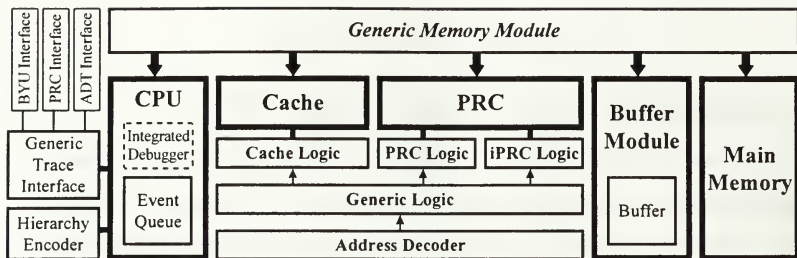 Generic Memory Module
BYU Interface
PRC Interface
ADT Interface
CPU
Cache
PRC
Buffer
Module
Main
Memory
Integrated
Debugger
Generic
Trace
Interface
Cache Logic
PRC Logic
iPRC Logic
Event
Queue
Generic Logic
Buffer
Hierarchy
Encoder
Address Decoder